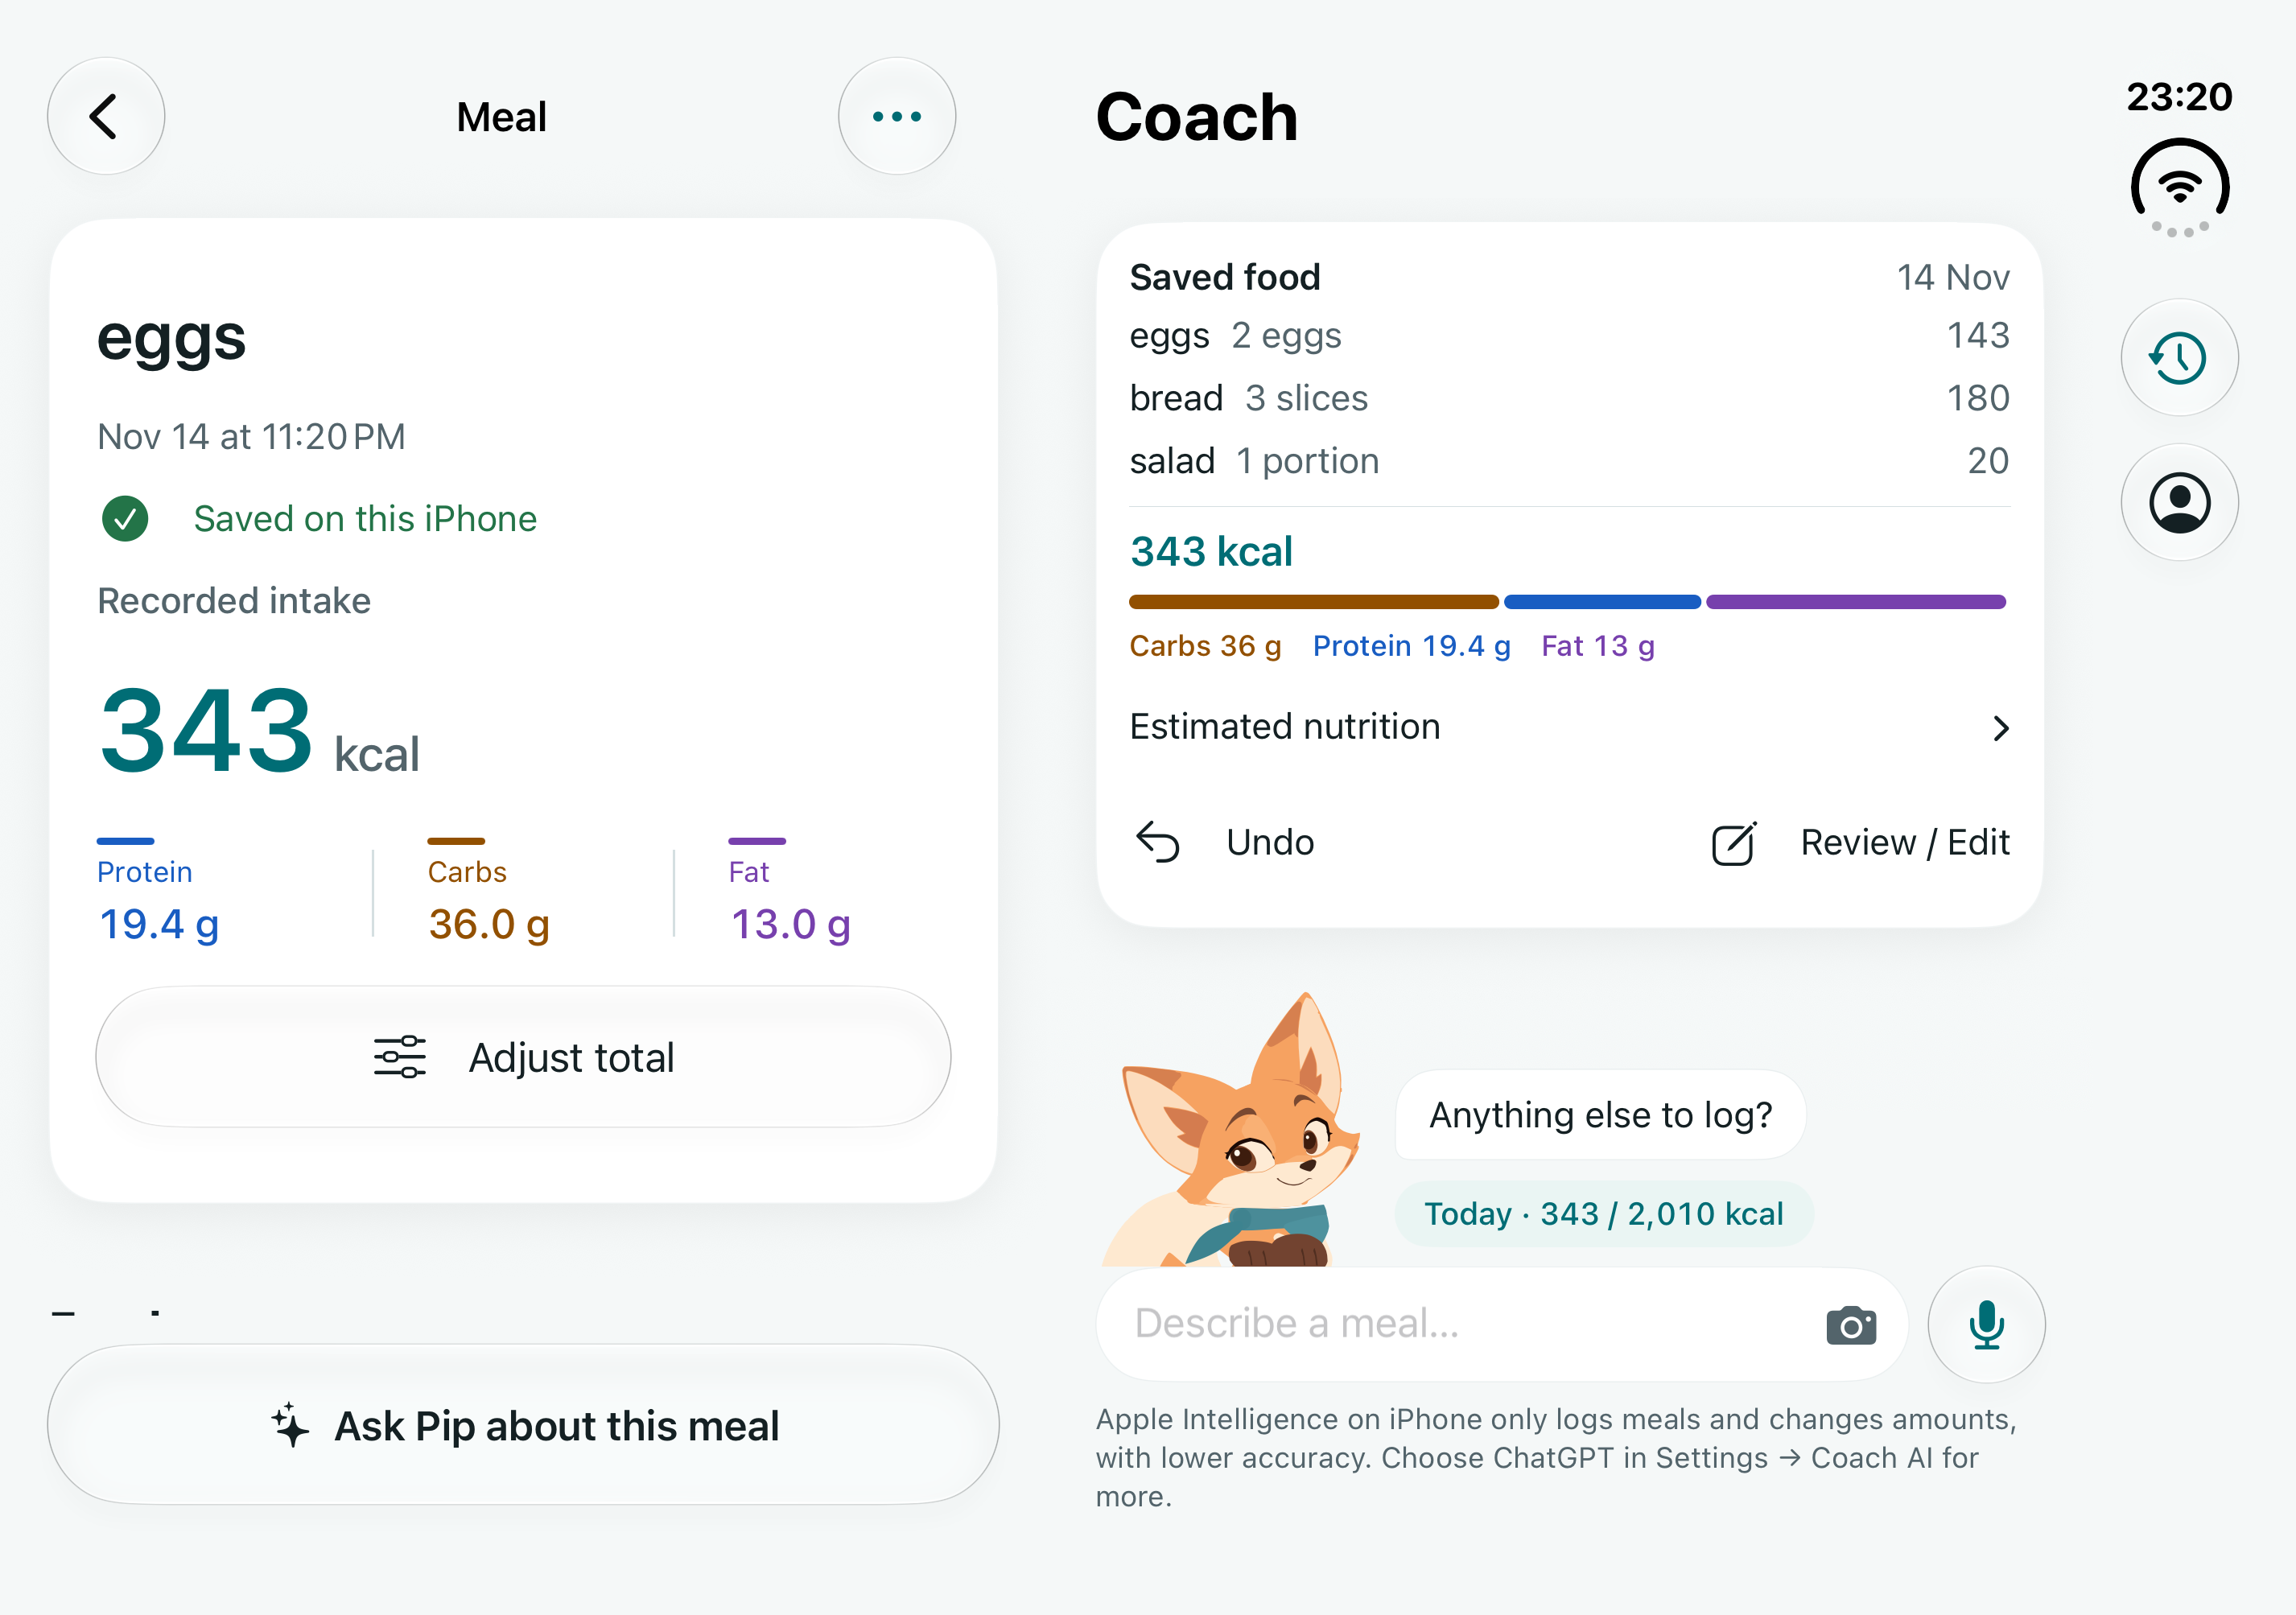 Meal
eggs
Nov 14 at 11:20 PM
Saved on this iPhone
Recorded intake
343 kcal
Protein
19.4 g
Carbs
36.0 g
Fat
13.0 g
Adjust total
Ask Pip about this meal
Coach
Saved food 14 Nov
eggs 2 eggs 143
bread 3 slices 180
salad 1 portion 20
343 kcal
Carbs 36 g Protein 19.4 g Fat 13 g
Estimated nutrition
Undo
Review / Edit
Anything else to log?
Today · 343 / 2,010 kcal
Describe a meal...
Apple Intelligence on iPhone only logs meals and changes amounts,
with lower accuracy. Choose ChatGPT in Settings → Coach AI for
more.
23:20